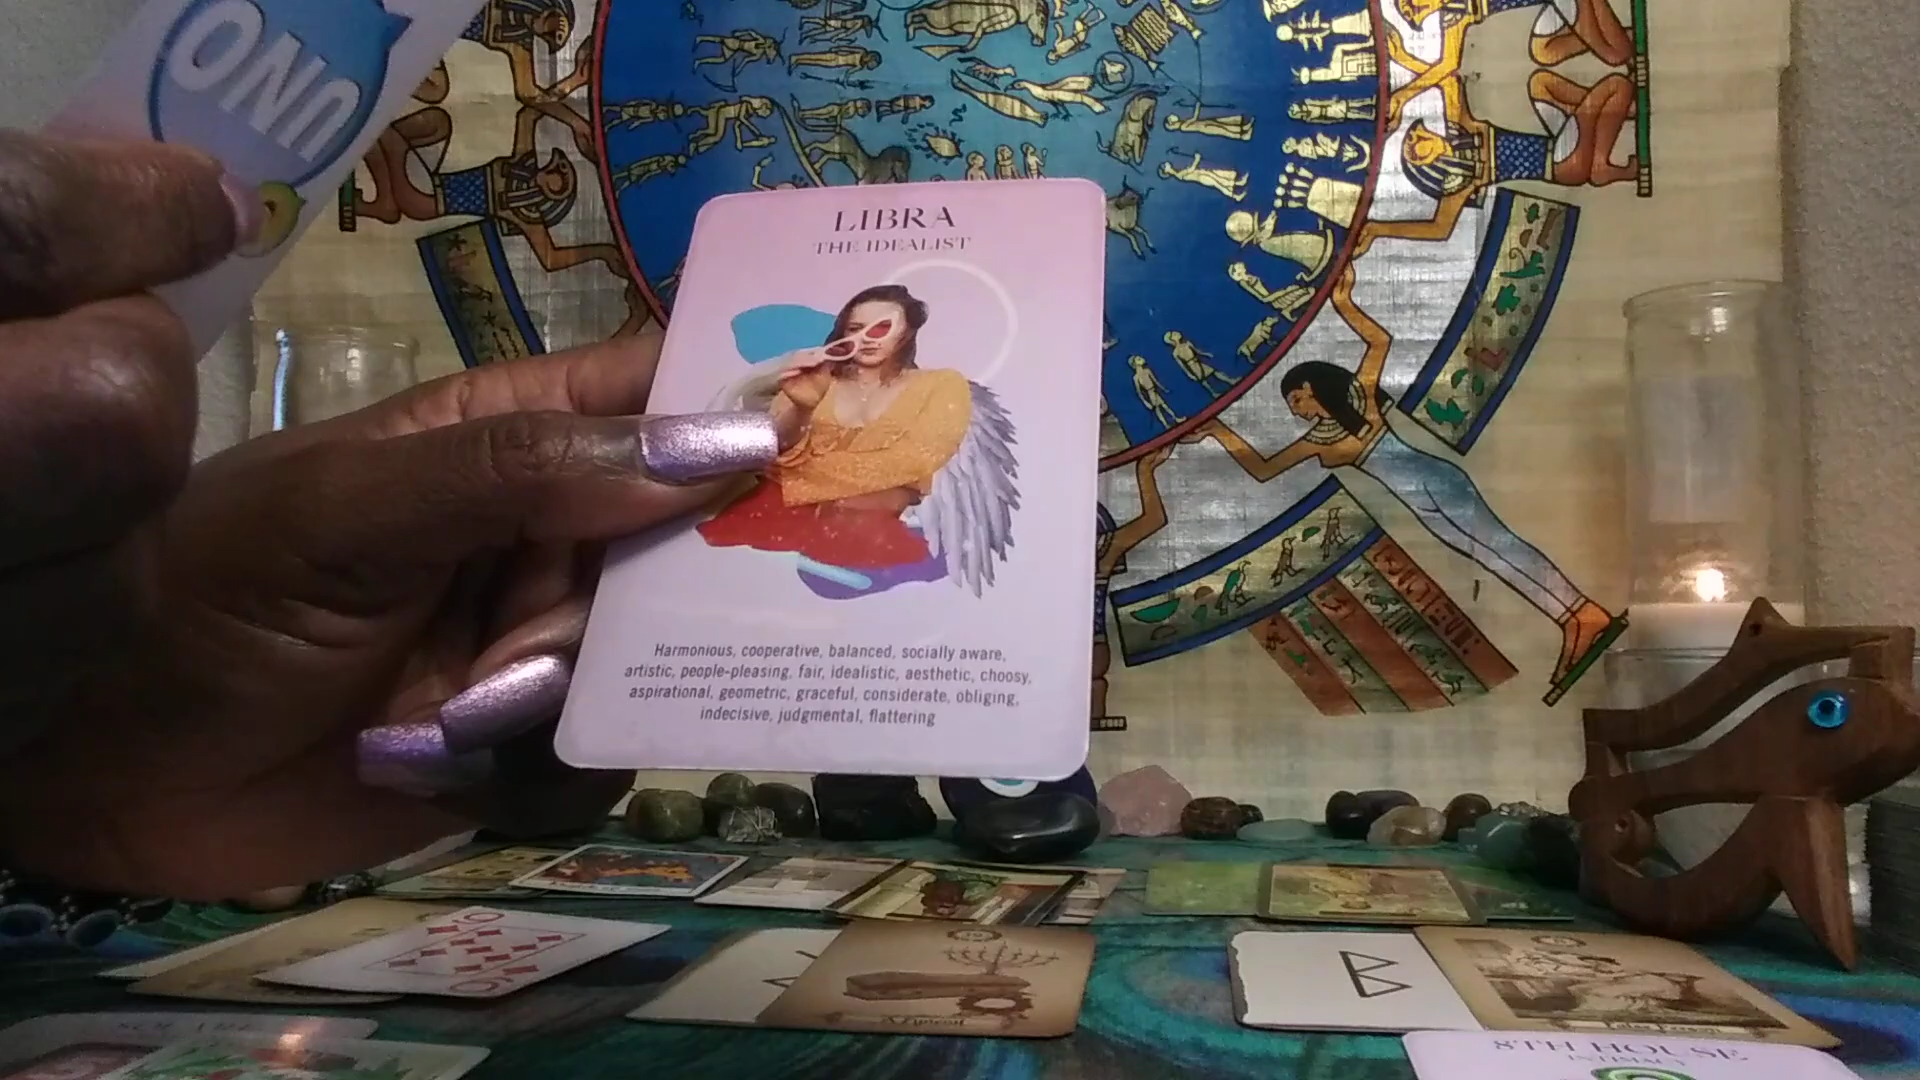 UNO
LIBRA
THE IDEALIST
Harmonious, cooperative, balanced, socially aware,
artistic, people-pleasing, fair, idealistic, aesthetic, choosy,
aspirational, geometric, graceful, considerate, obliging,
indecisive, judgmental, flattering
8TH HOUSE
INTIMACY